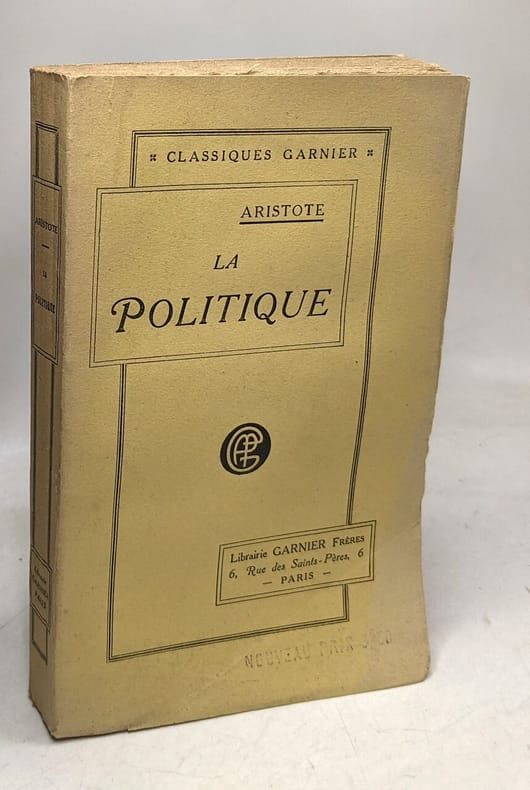 CLASSIQUES GARNIER
ARISTOTE
LA
POLITIQUE
Librairie GARNIER FRÈRES
6, Rue des Saints-Pères, 6
— PARIS —
NOUVEAU PRIX
ARISTOTE
LA
POLITIQUE
PARIS